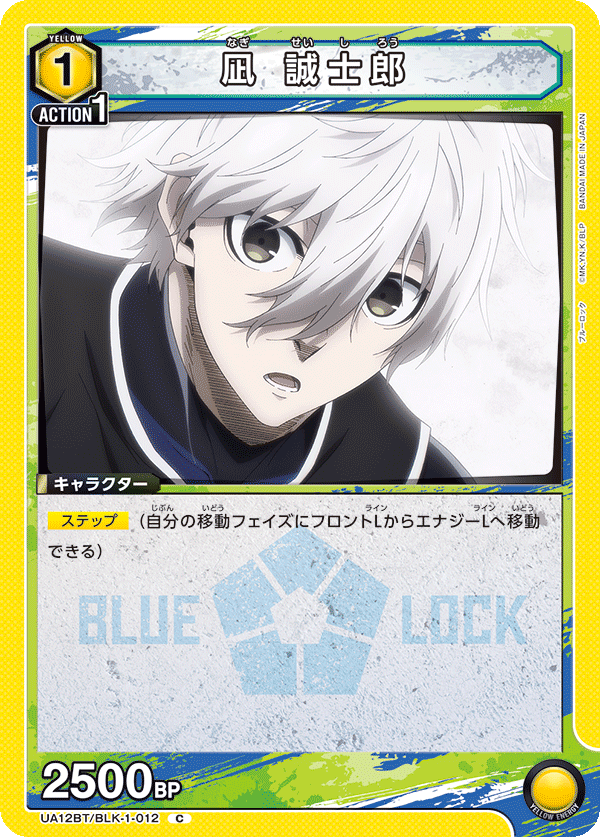 YELLOW
1
ACTION1
なぎ せいしろう
凪 誠士郎
BANDAI MADE IN JAPAN
©MK,YN,K/BLP
ブルーロック
キャラクター
じぶん いどう ライン ライン いどう
ステップ （自分の移動フェイズにフロントLからエナジーLへ移動
できる）
BLUE LOCK
2500BP
YELLOW ENERGY
UA12BT/BLK-1-012 C